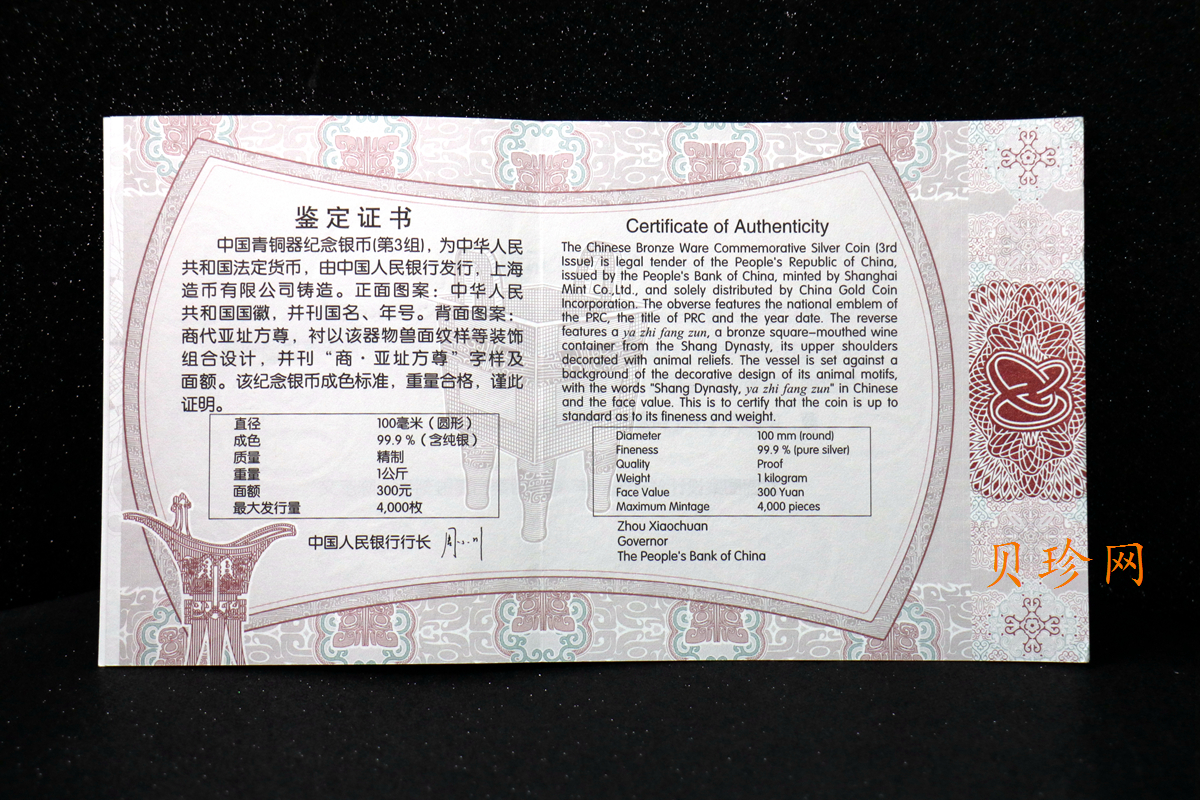 鉴定证书
中国青铜器纪念银币(第3组)，为中华人民
共和国法定货币，由中国人民银行发行，上海
造币有限公司铸造。正面图案：中华人民
共和国国徽，并刊国名、年号。背面图案：
商代亚址方尊，衬以该器物兽面纹样等装饰
组合设计，并刊“商·亚址方尊”字样及
面额。该纪念银币成色标准，重量合格，谨此
证明。
直径 100毫米（圆形）
成色 99.9％（含纯银）
质量 精制
重量 1公斤
面额 300元
最大发行量 4,000枚
中国人民银行行长
Certificate of Authenticity
The Chinese Bronze Ware Commemorative Silver Coin (3rd
Issue) is legal tender of the People's Republic of China,
issued by the People's Bank of China, minted by Shanghai
Mint Co.,Ltd., and solely distributed by China Gold Coin
Incorporation. The obverse features the national emblem of
the PRC, the title of PRC and the year date. The reverse
features a ya zhi fang zun, a bronze square–mouthed wine
container from the Shang Dynasty, its upper shoulders
decorated with animal reliefs. The vessel is set against a
background of the decorative design of its animal motifs,
with the words "Shang Dynasty, ya zhi fang zun" in Chinese
and the face value. This is to certify that the coin is up to
standard as to its fineness and weight.
Diameter 100 mm (round)
Fineness 99.9 % (pure silver)
Quality Proof
Weight 1 kilogram
Face Value 300 Yuan
Maximum Mintage 4,000 pieces
Zhou Xiaochuan
Governor
The People's Bank of China
贝珍网